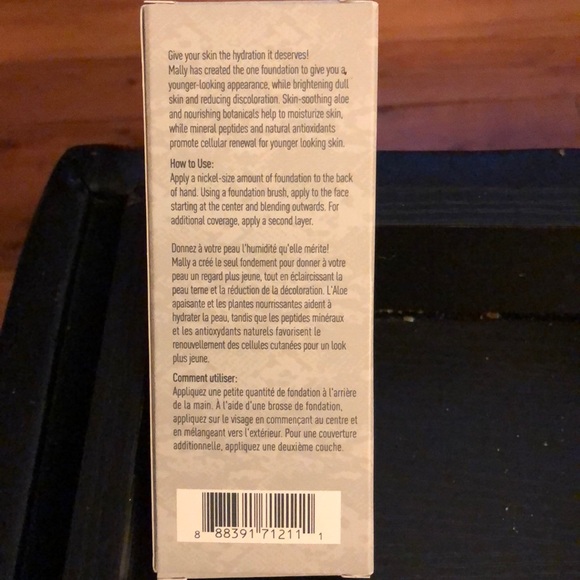 Give your skin the hydration it deserves!
Mally has created the one foundation to give you a
younger-looking appearance, while brightening dull
skin and reducing discoloration. Skin-soothing aloe
and nourishing botanicals help to moisturize skin,
while mineral peptides and natural antioxidants
promote cellular renewal for younger looking skin.
How to Use:
Apply a nickel-size amount of foundation to the back
of hand. Using a foundation brush, apply to the face
starting at the center and blending outwards. For
additional coverage, apply a second layer.
Donnez à votre peau l'humidité qu'elle mérite!
Mally a créé le seul fondement pour donner à votre
peau un regard plus jeune, tout en éclaircissant la
peau terne et la réduction de la décoloration. L'Aloe
apaisante et les plantes nourrissantes aident à
hydrater la peau, tandis que les peptides minéraux
et les antioxydants naturels favorisent le
renouvellement des cellules cutanées pour un look
plus jeune.
Comment utiliser:
Appliquez une petite quantité de fondation à l'arrière
de la main. À l'aide d'une brosse de fondation,
appliquez sur le visage en commençant au centre et
en mélangeant vers l'extérieur. Pour une couverture
additionnelle, appliquez une deuxième couche.
8 88391 71211 1